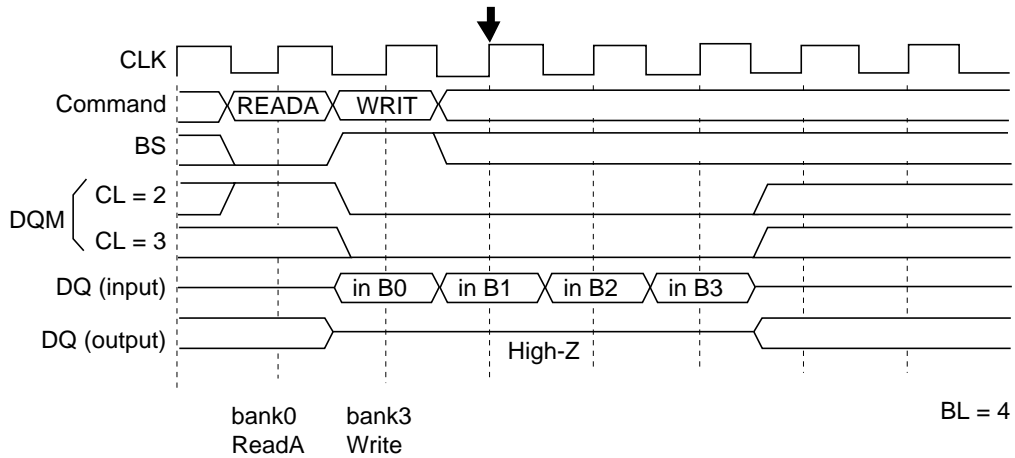 CLK
Command READA WRIT
BS
DQM
CL = 2
CL = 3
DQ (input) in B0 in B1 in B2 in B3
DQ (output)
High-Z
bank0 bank3 BL = 4
ReadA Write